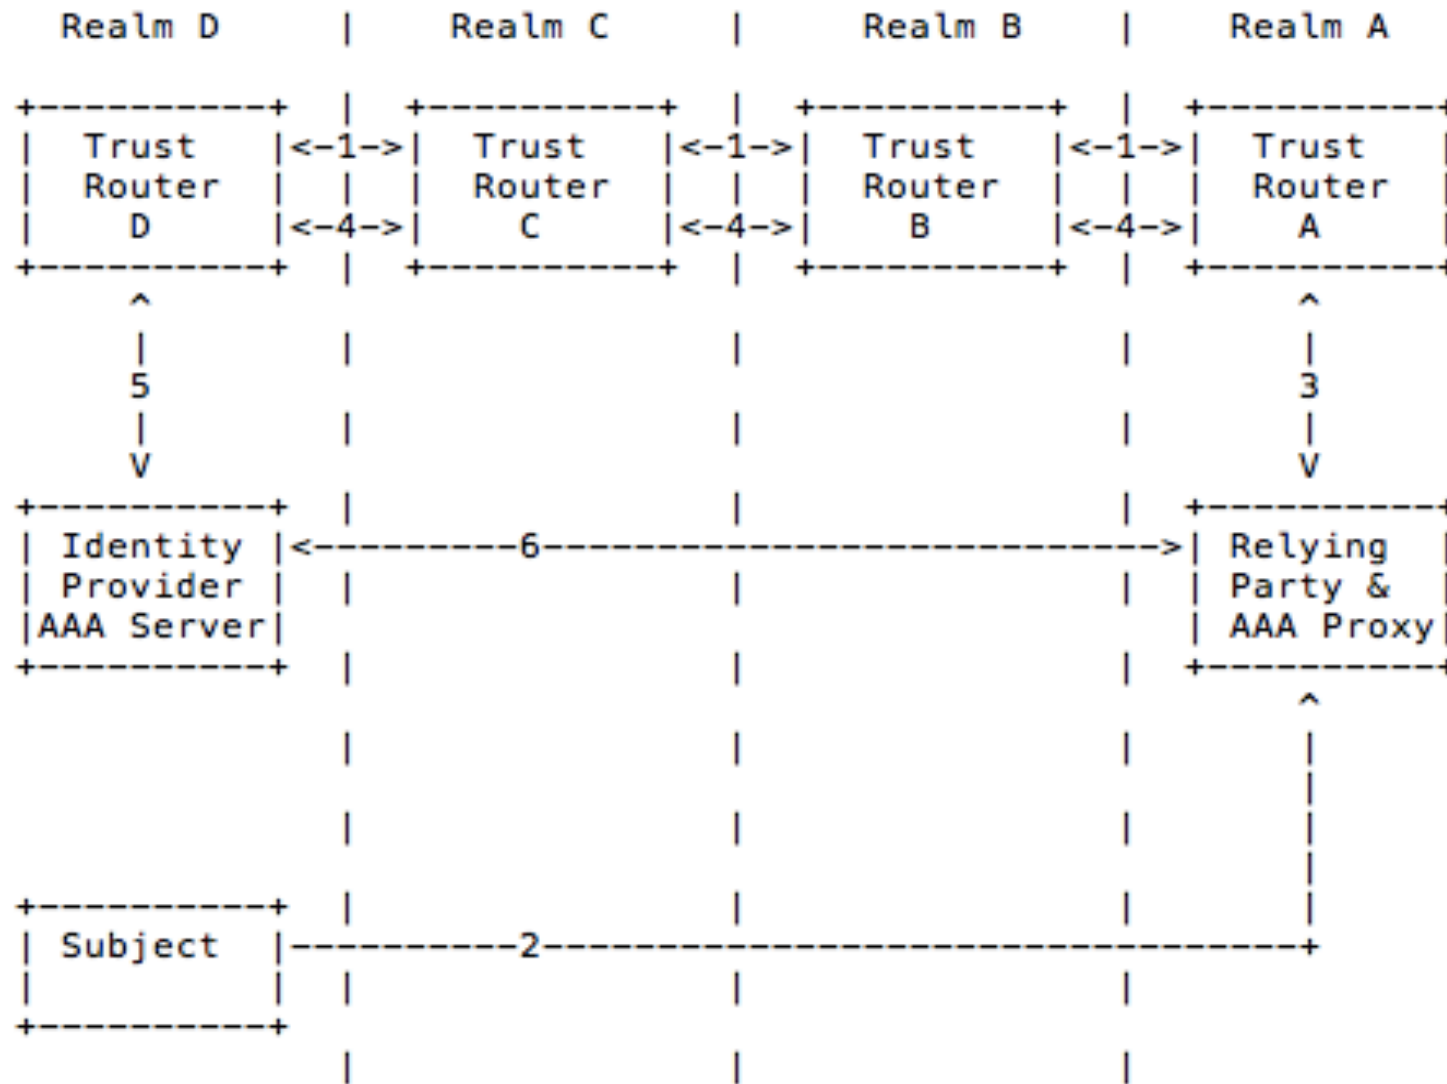 Realm D | Realm C | Realm B | Realm A
+-----------+ | +-----------+ | +-----------+ | +-----------+
| Trust |<-1->| Trust |<-1->| Trust |<-1->| Trust |
| Router | | | Router | | | Router | | | Router |
| D |<-4->| C |<-4->| B |<-4->| A |
+-----------+ | +-----------+ | +-----------+ | +-----------+
^ ^
| | | | |
5 3
| | | | |
V V
+-----------+ | | | +-----------+
| Identity |<----------6---------------------------->| Relying |
| Provider | | | | | Party & |
|AAA Server| | AAA Proxy|
+-----------+ | | | +-----------+
^
| | | |
|
| | | |
|
+-----------+ | | | |
| Subject |----------2----------------------------------+
| | | | |
+-----------+
| | |